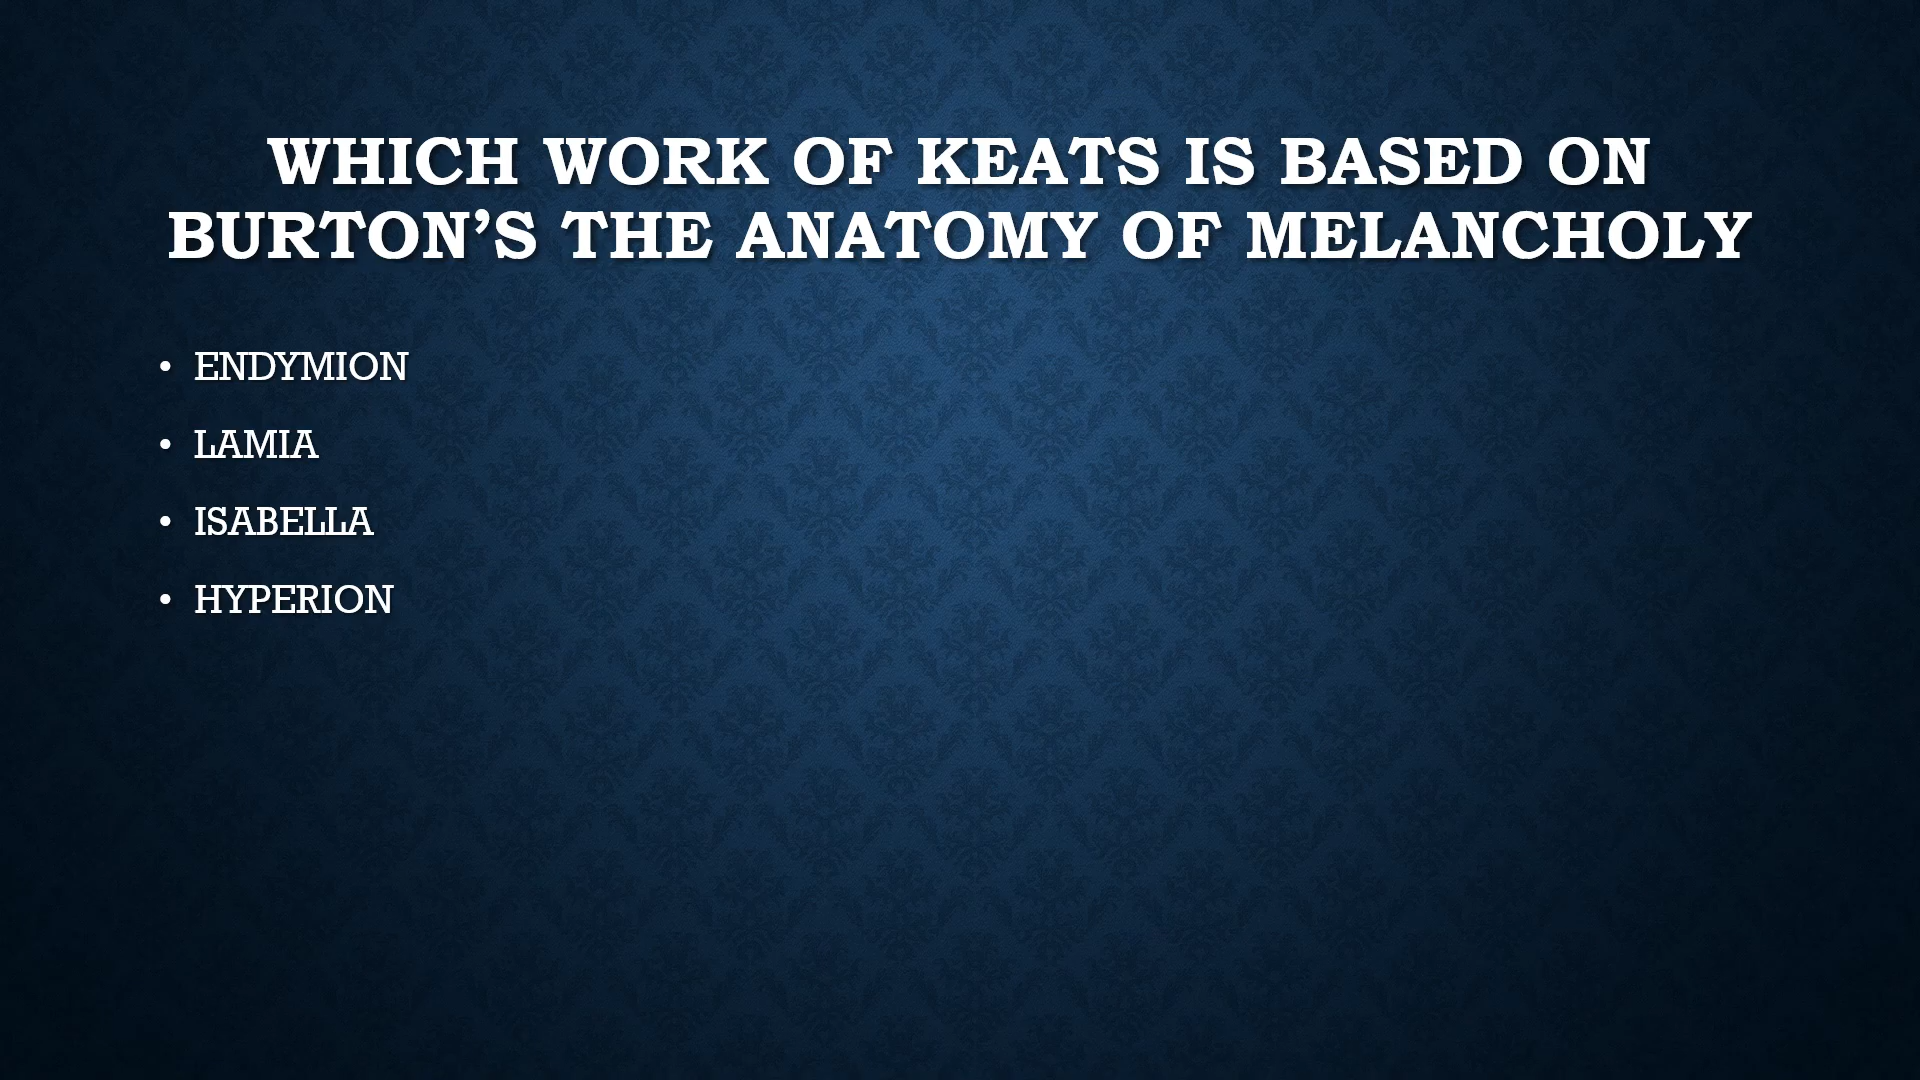 WHICH WORK OF KEATS IS BASED ON
BURTON’S THE ANATOMY OF MELANCHOLY
• ENDYMION
• LAMIA
• ISABELLA
• HYPERION